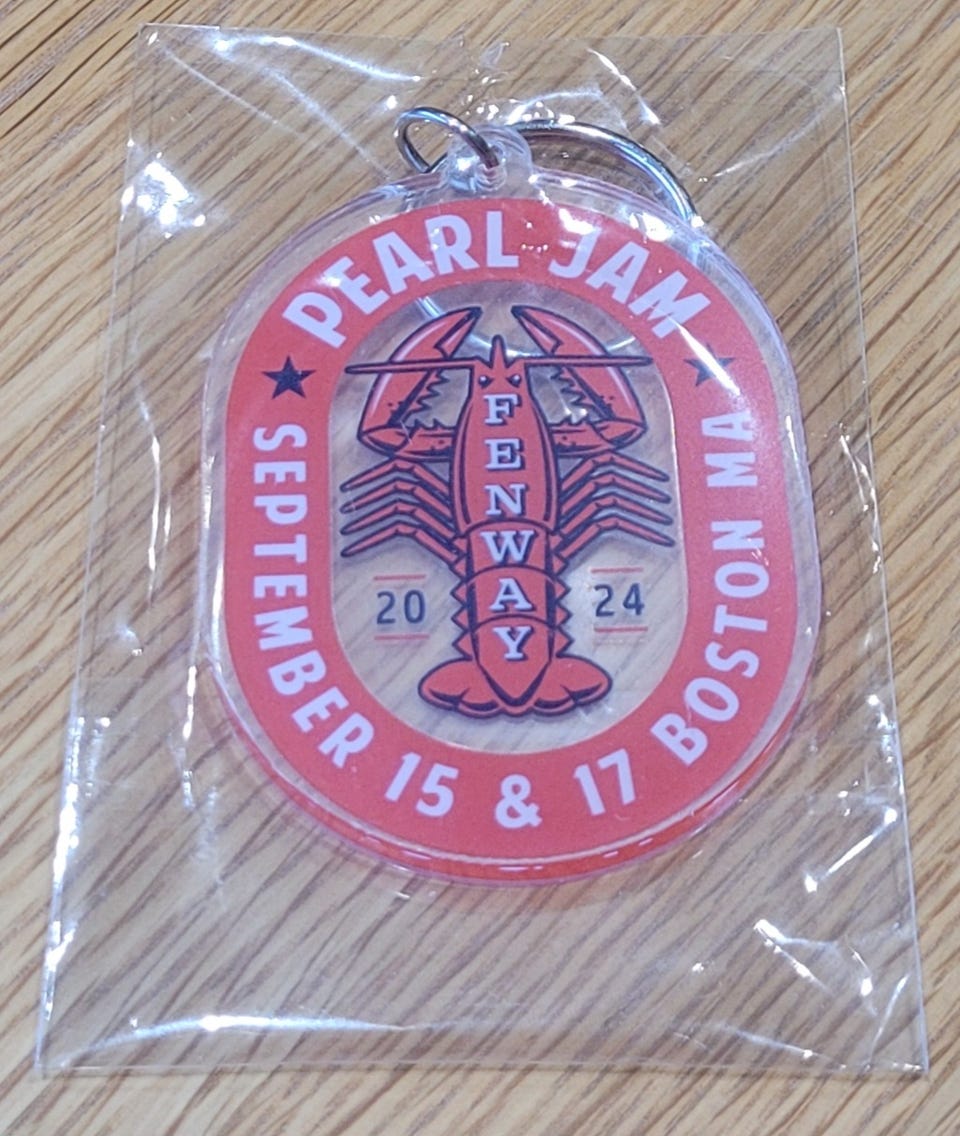 PEARL JAM
★ SEPTEMBER 15 & 17 BOSTON MA ★
FENWAY
20 24